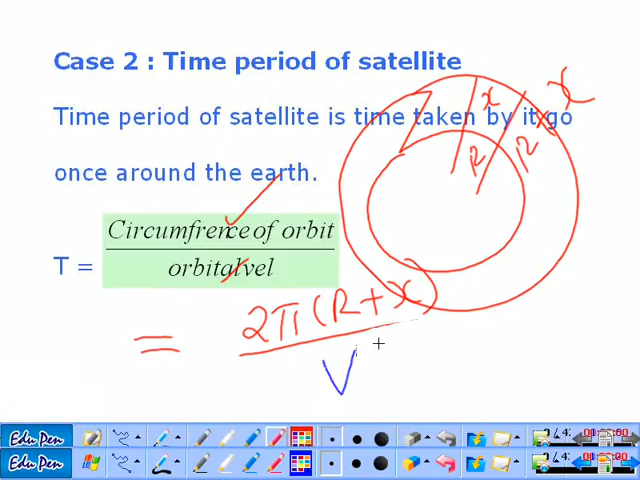 Case 2 : Time period of satellite
Time period of satellite is time taken by it go
once around the earth.
T = Circumfrence of orbit
orbital vel
x
x
R
R
= 2π(R+x)
V
Edu Pen
Edu Pen